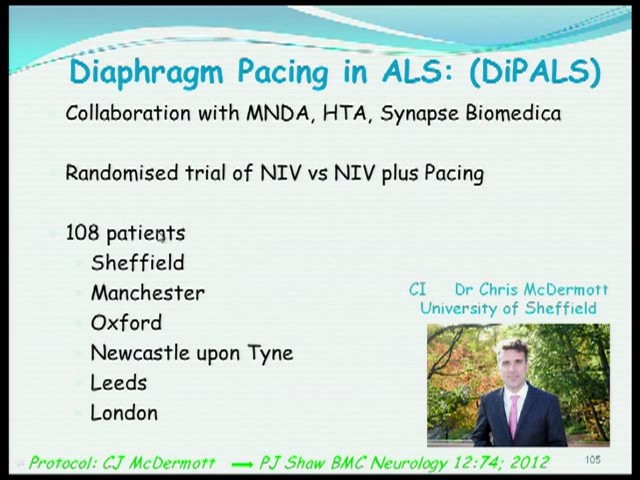 Diaphragm Pacing in ALS: (DiPALS)
Collaboration with MNDA, HTA, Synapse Biomedica
Randomised trial of NIV vs NIV plus Pacing
108 patients
Sheffield
Manchester
Oxford
Newcastle upon Tyne
Leeds
London
CI Dr Chris McDermott
University of Sheffield
Protocol: CJ McDermott → PJ Shaw BMC Neurology 12:74; 2012
105